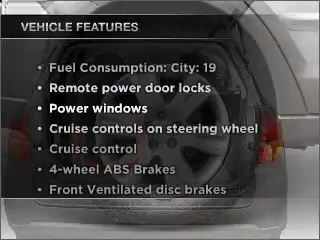 VEHICLE FEATURES
• Fuel Consumption: City: 19
• Remote power door locks
• Power windows
• Cruise controls on steering wheel
• Cruise control
• 4-wheel ABS Brakes
• Front Ventilated disc brakes